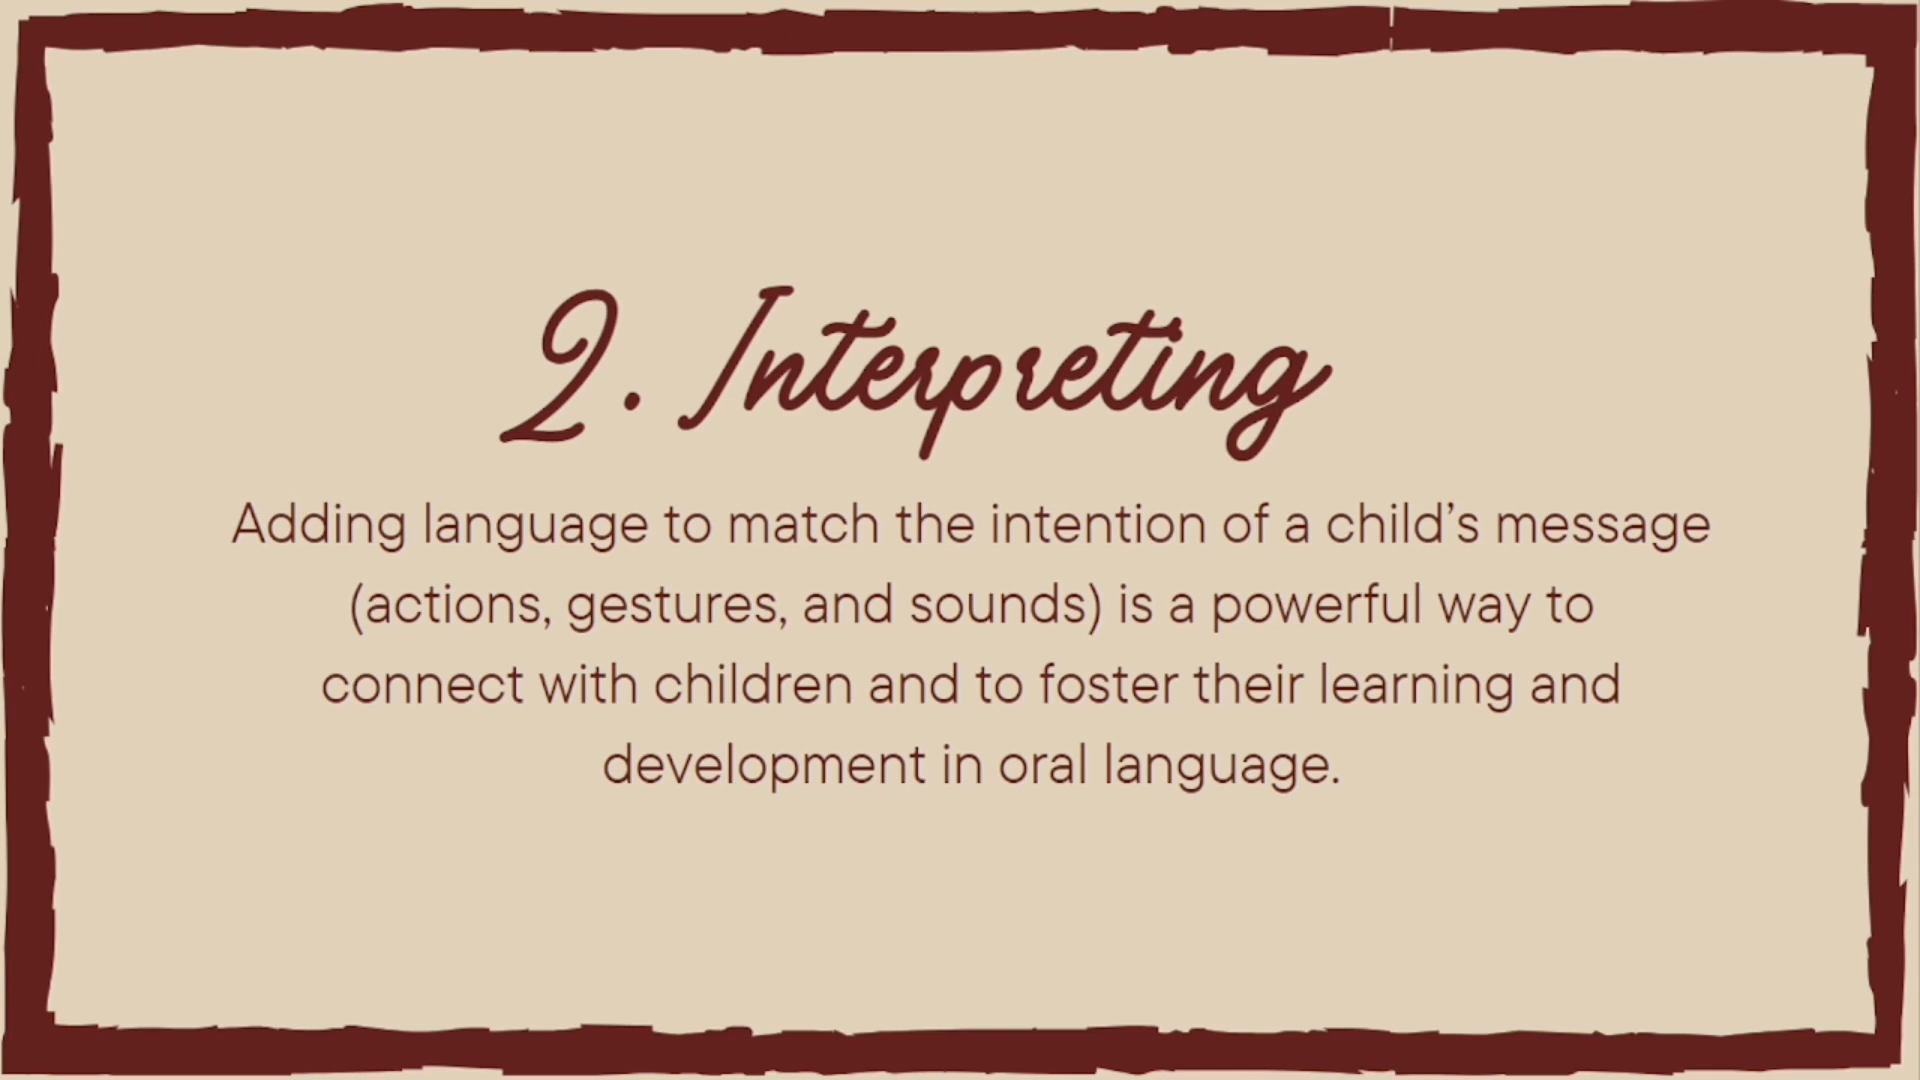 2. Interpreting
Adding language to match the intention of a child’s message
(actions, gestures, and sounds) is a powerful way to
connect with children and to foster their learning and
development in oral language.